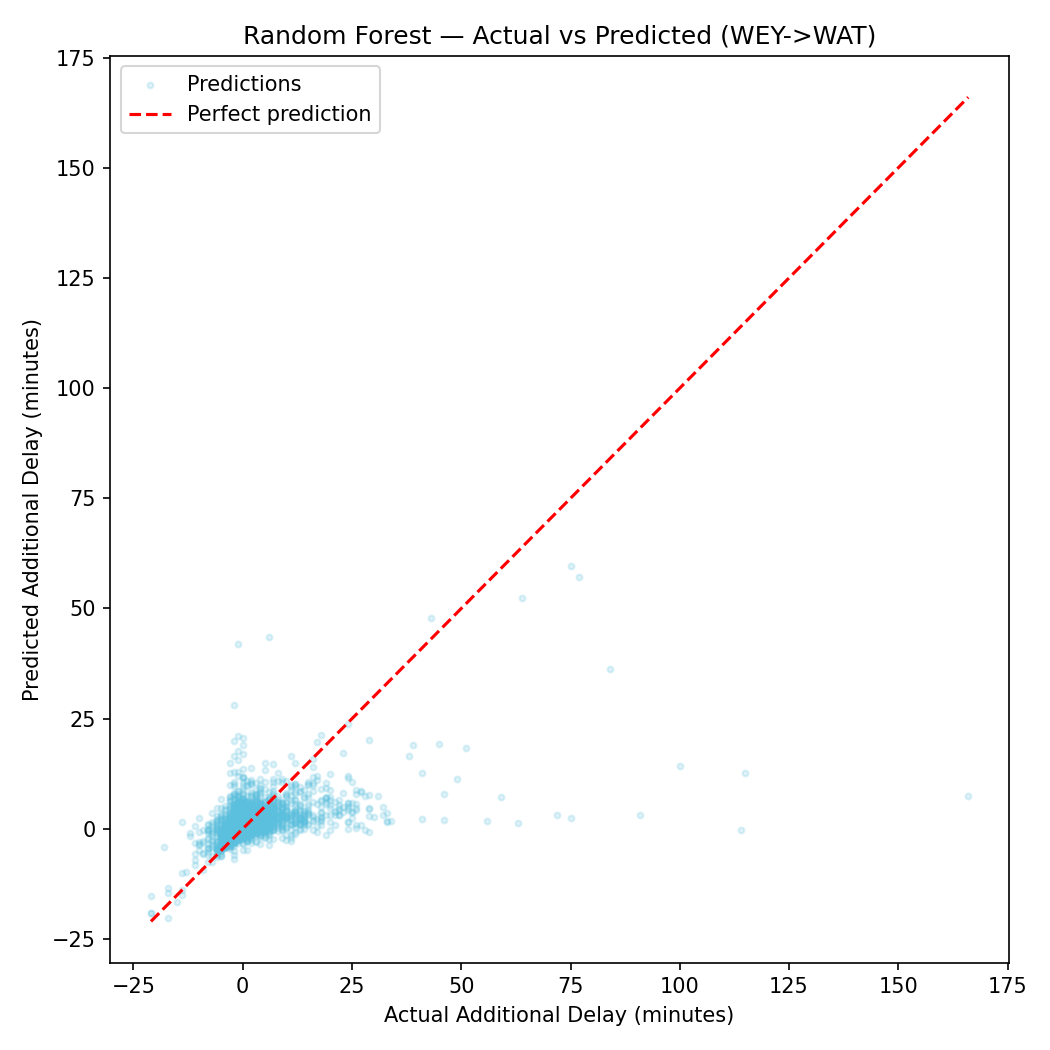 Random Forest — Actual vs Predicted (WEY->WAT)
Predictions
Perfect prediction
175
150
125
100
75
50
25
0
−25
Predicted Additional Delay (minutes)
−25 0 25 50 75 100 125 150 175
Actual Additional Delay (minutes)